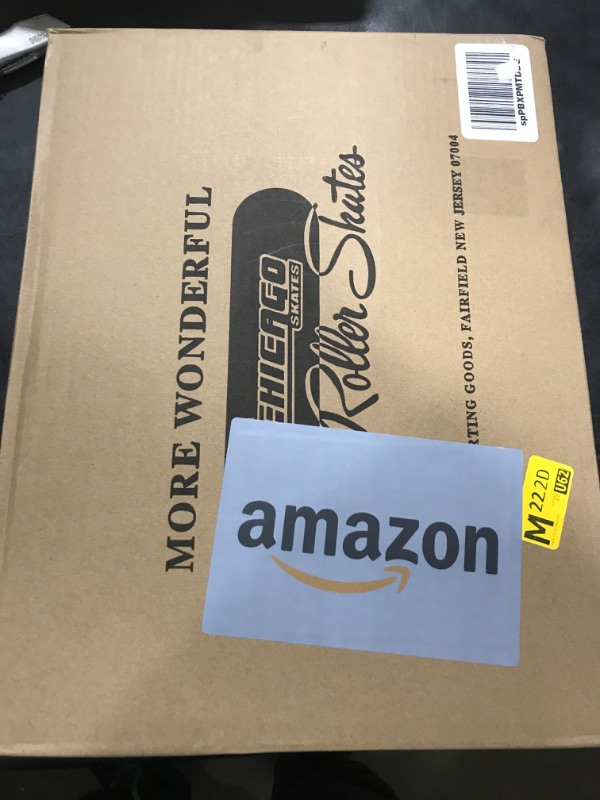 MORE WONDERFUL
CHICAGO
SKATES
Roller Skates
RTING GOODS, FAIRFIELD NEW JERSEY 07004
amazon
M 222D
U62